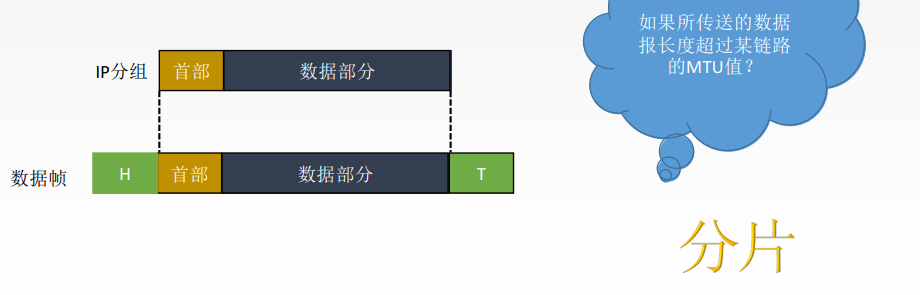 如果所传送的数据
报长度超过某链路
的MTU值？
IP分组
首部
数据部分
数据帧
H
首部
数据部分
T
分片